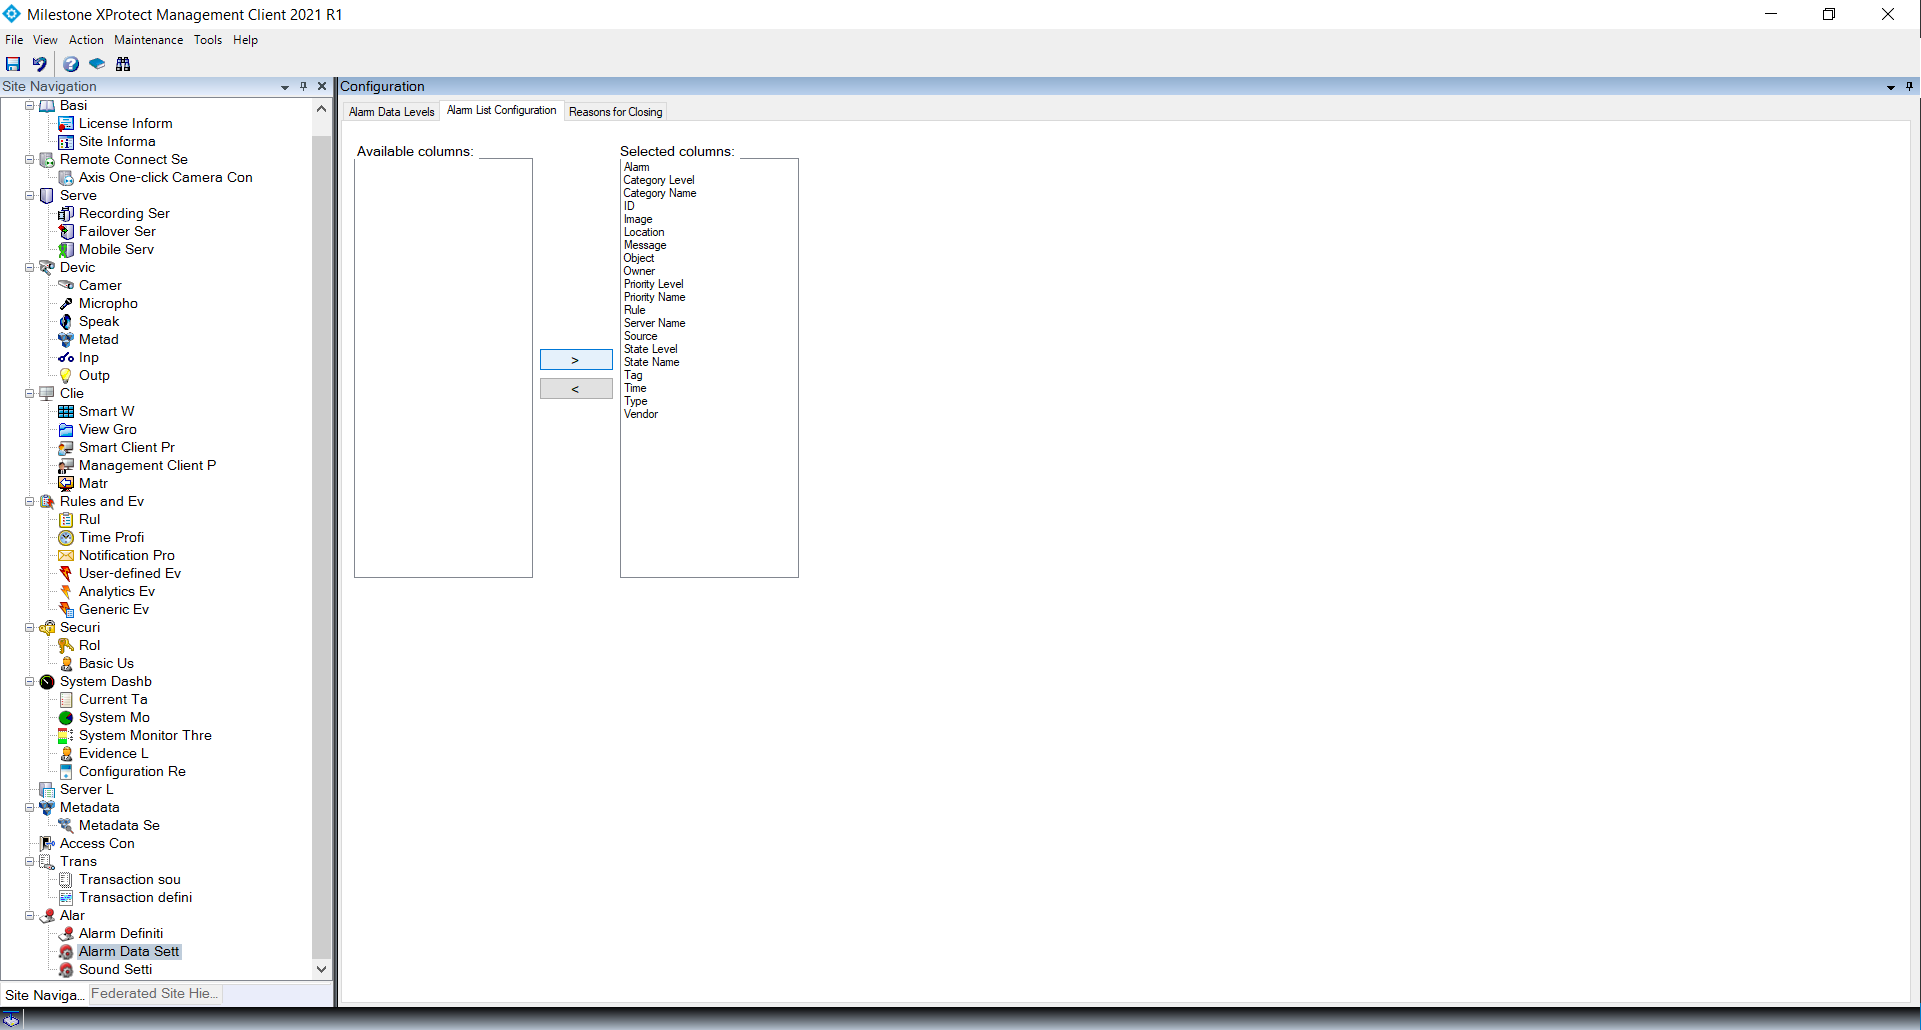 Milestone XProtect Management Client 2021 R1
File View Action Maintenance Tools Help
Site Navigation
Basi
License Inform
Site Informa
Remote Connect Se
Axis One-click Camera Con
Serve
Recording Ser
Failover Ser
Mobile Serv
Devic
Camer
Micropho
Speak
Metad
Inp
Outp
Clie
Smart W
View Gro
Smart Client Pr
Management Client P
Matr
Rules and Ev
Rul
Time Profi
Notification Pro
User-defined Ev
Analytics Ev
Generic Ev
Securi
Rol
Basic Us
System Dashb
Current Ta
System Mo
System Monitor Thre
Evidence L
Configuration Re
Server L
Metadata
Metadata Se
Access Con
Trans
Transaction sou
Transaction defini
Alar
Alarm Definiti
Alarm Data Sett
Sound Setti
Site Naviga... Federated Site Hie...
Configuration
Alarm Data Levels Alarm List Configuration Reasons for Closing
Available columns:
>
<
Selected columns:
Alarm
Category Level
Category Name
ID
Image
Location
Message
Object
Owner
Priority Level
Priority Name
Rule
Server Name
Source
State Level
State Name
Tag
Time
Type
Vendor